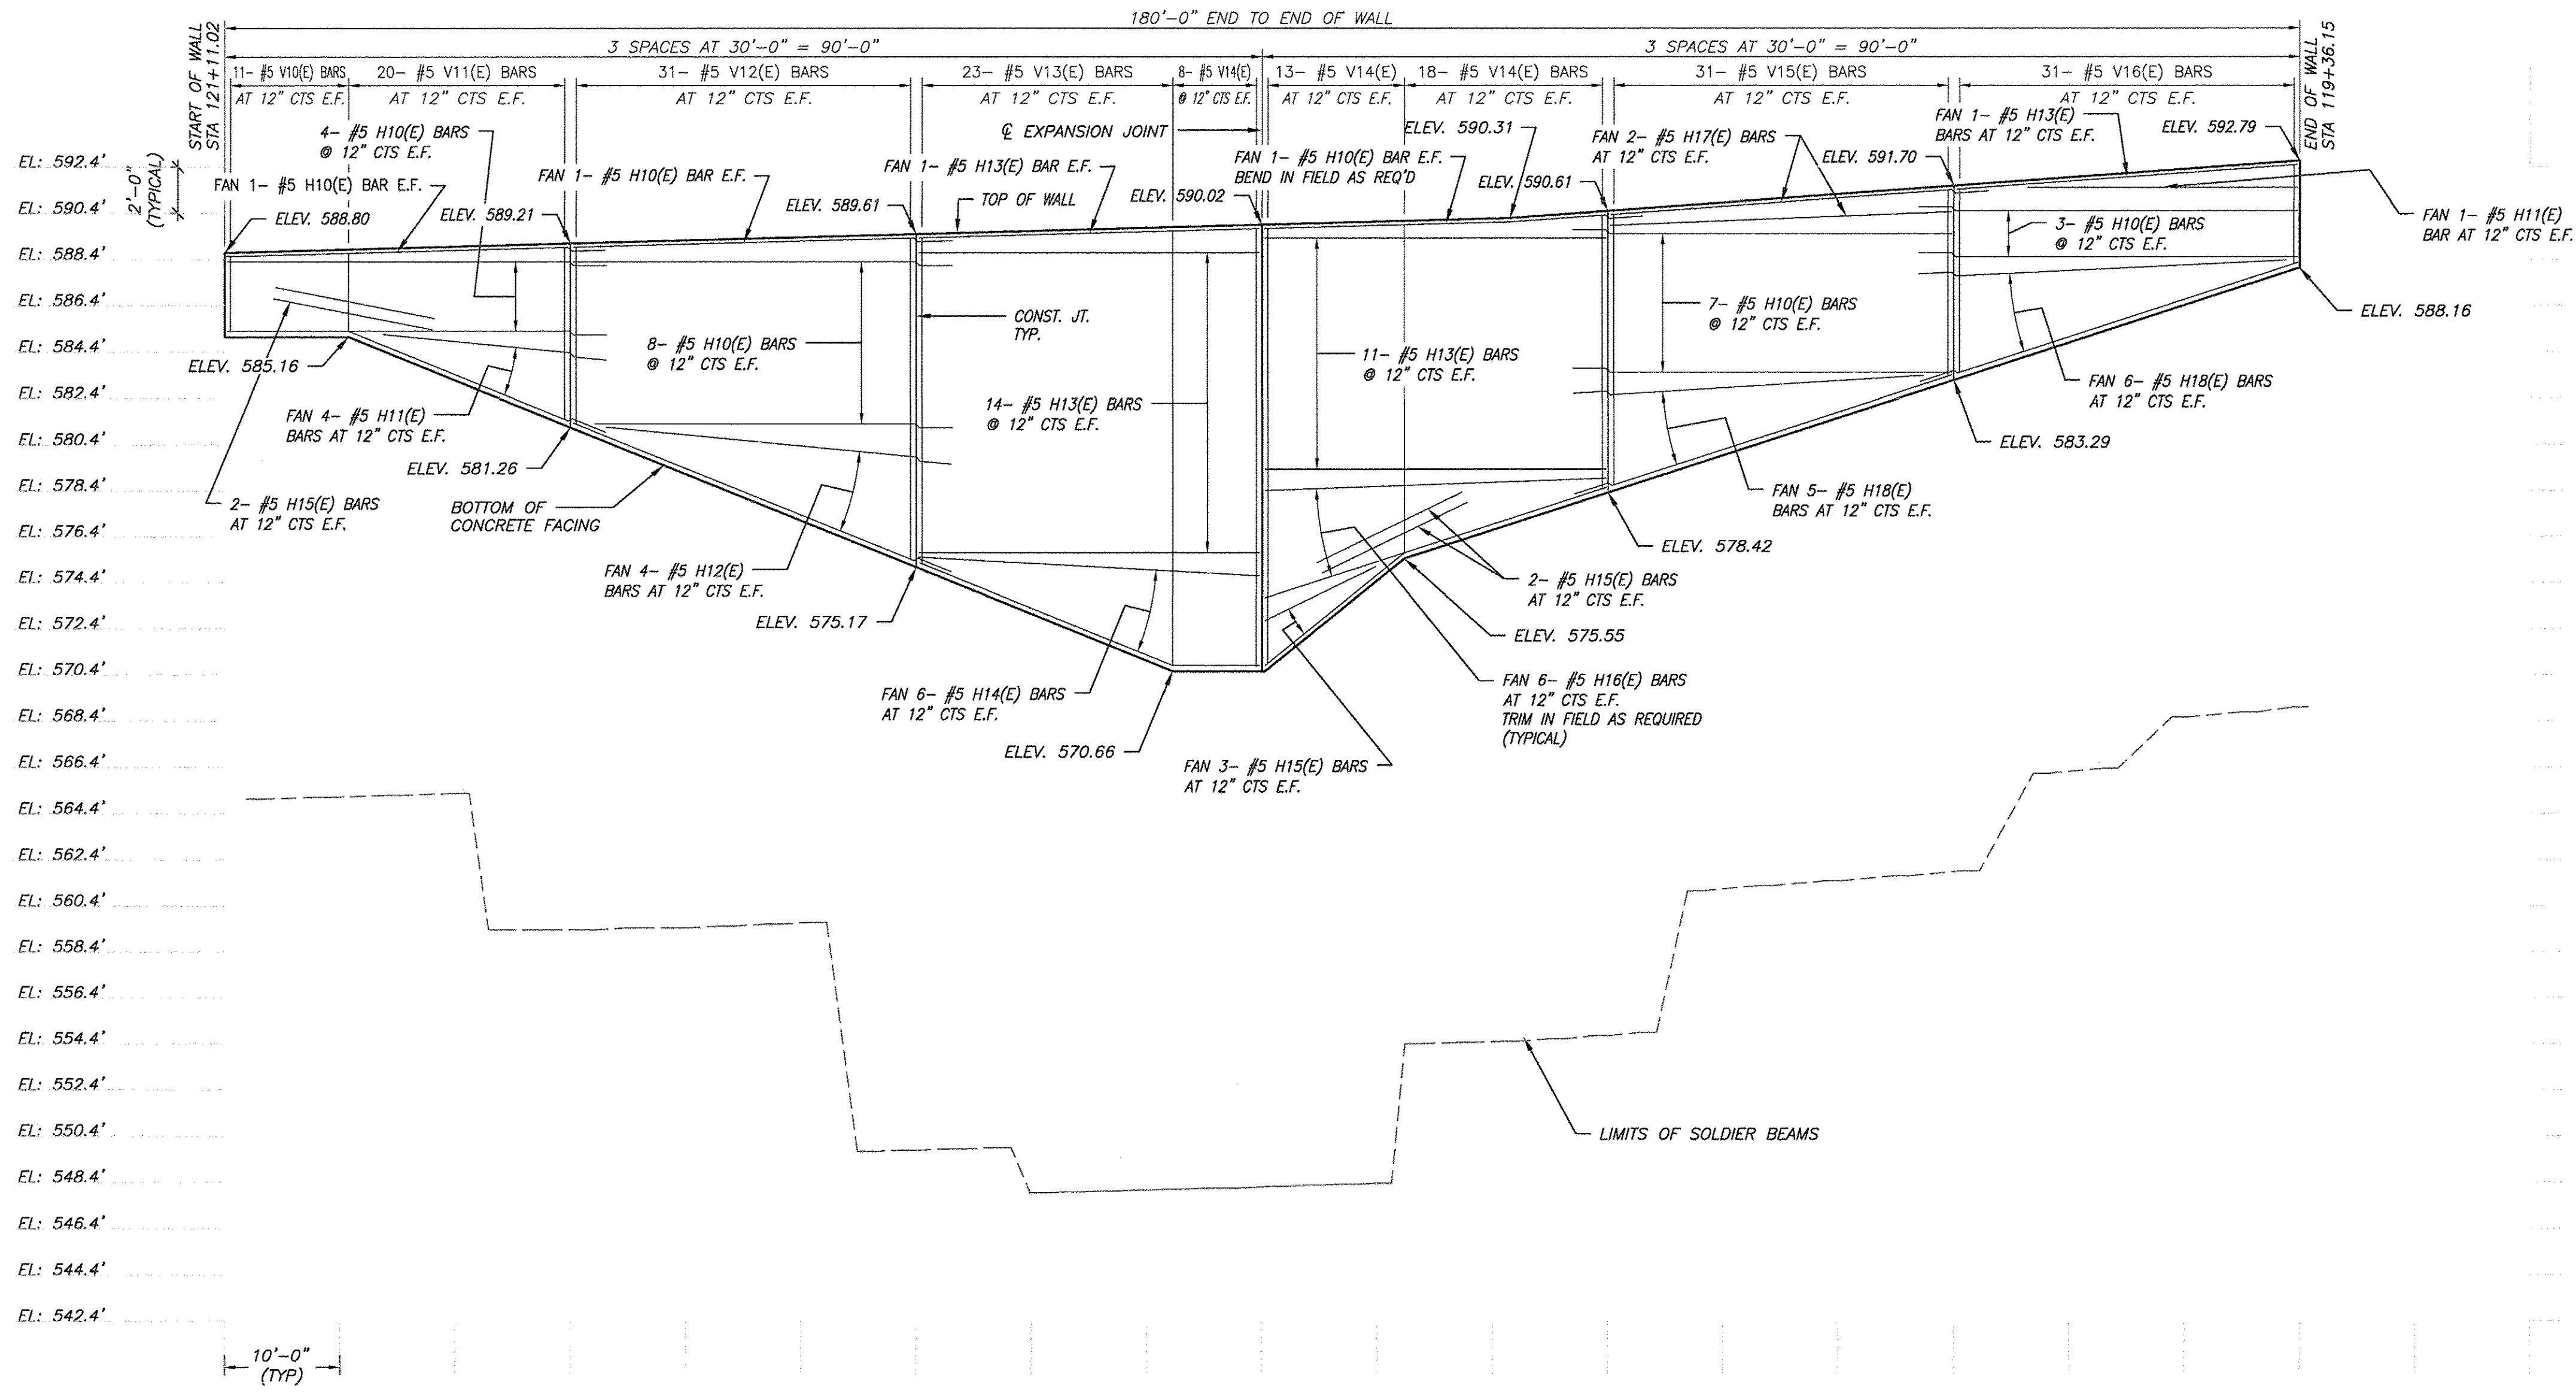 180'-0" END TO END OF WALL
3 SPACES AT 30'-0" = 90'-0"
3 SPACES AT 30'-0" = 90'-0"
START OF WALL
STA 121+11.02
END OF WALL
STA 119+36.15
11- #5 V10(E) BARS
AT 12" CTS E.F.
20- #5 V11(E) BARS
AT 12" CTS E.F.
31- #5 V12(E) BARS
AT 12" CTS E.F.
23- #5 V13(E) BARS
AT 12" CTS E.F.
8- #5 V14(E)
@ 12" CTS E.F.
13- #5 V14(E)
AT 12" CTS E.F.
18- #5 V14(E) BARS
AT 12" CTS E.F.
31- #5 V15(E) BARS
AT 12" CTS E.F.
31- #5 V16(E) BARS
AT 12" CTS E.F.
4- #5 H10(E) BARS
@ 12" CTS E.F.
℄ EXPANSION JOINT
ELEV. 590.31
FAN 2- #5 H17(E) BARS
AT 12" CTS E.F.
FAN 1- #5 H13(E)
BARS AT 12" CTS E.F.
ELEV. 592.79
2'-0"
(TYPICAL)
FAN 1- #5 H10(E) BAR E.F.
ELEV. 588.80
FAN 1- #5 H10(E) BAR E.F.
ELEV. 589.21
FAN 1- #5 H13(E) BAR E.F.
ELEV. 589.61
TOP OF WALL
ELEV. 590.02
FAN 1- #5 H10(E) BAR E.F.
BEND IN FIELD AS REQ'D
ELEV. 590.61
ELEV. 591.70
3- #5 H10(E) BARS
@ 12" CTS E.F.
FAN 1- #5 H11(E)
BAR AT 12" CTS E.F.
ELEV. 588.16
CONST. JT.
TYP.
7- #5 H10(E) BARS
@ 12" CTS E.F.
8- #5 H10(E) BARS
@ 12" CTS E.F.
11- #5 H13(E) BARS
@ 12" CTS E.F.
14- #5 H13(E) BARS
@ 12" CTS E.F.
ELEV. 585.16
FAN 6- #5 H18(E) BARS
AT 12" CTS E.F.
FAN 4- #5 H11(E)
BARS AT 12" CTS E.F.
ELEV. 583.29
ELEV. 581.26
2- #5 H15(E) BARS
AT 12" CTS E.F.
BOTTOM OF
CONCRETE FACING
FAN 5- #5 H18(E)
BARS AT 12" CTS E.F.
ELEV. 578.42
FAN 4- #5 H12(E)
BARS AT 12" CTS E.F.
2- #5 H15(E) BARS
AT 12" CTS E.F.
ELEV. 575.17
ELEV. 575.55
FAN 6- #5 H14(E) BARS
AT 12" CTS E.F.
FAN 6- #5 H16(E) BARS
AT 12" CTS E.F.
TRIM IN FIELD AS REQUIRED
(TYPICAL)
ELEV. 570.66
FAN 3- #5 H15(E) BARS
AT 12" CTS E.F.
LIMITS OF SOLDIER BEAMS
EL: 592.4'
EL: 590.4'
EL: 588.4'
EL: 586.4'
EL: 584.4'
EL: 582.4'
EL: 580.4'
EL: 578.4'
EL: 576.4'
EL: 574.4'
EL: 572.4'
EL: 570.4'
EL: 568.4'
EL: 566.4'
EL: 564.4'
EL: 562.4'
EL: 560.4'
EL: 558.4'
EL: 556.4'
EL: 554.4'
EL: 552.4'
EL: 550.4'
EL: 548.4'
EL: 546.4'
EL: 544.4'
EL: 542.4'
10'-0"
(TYP)